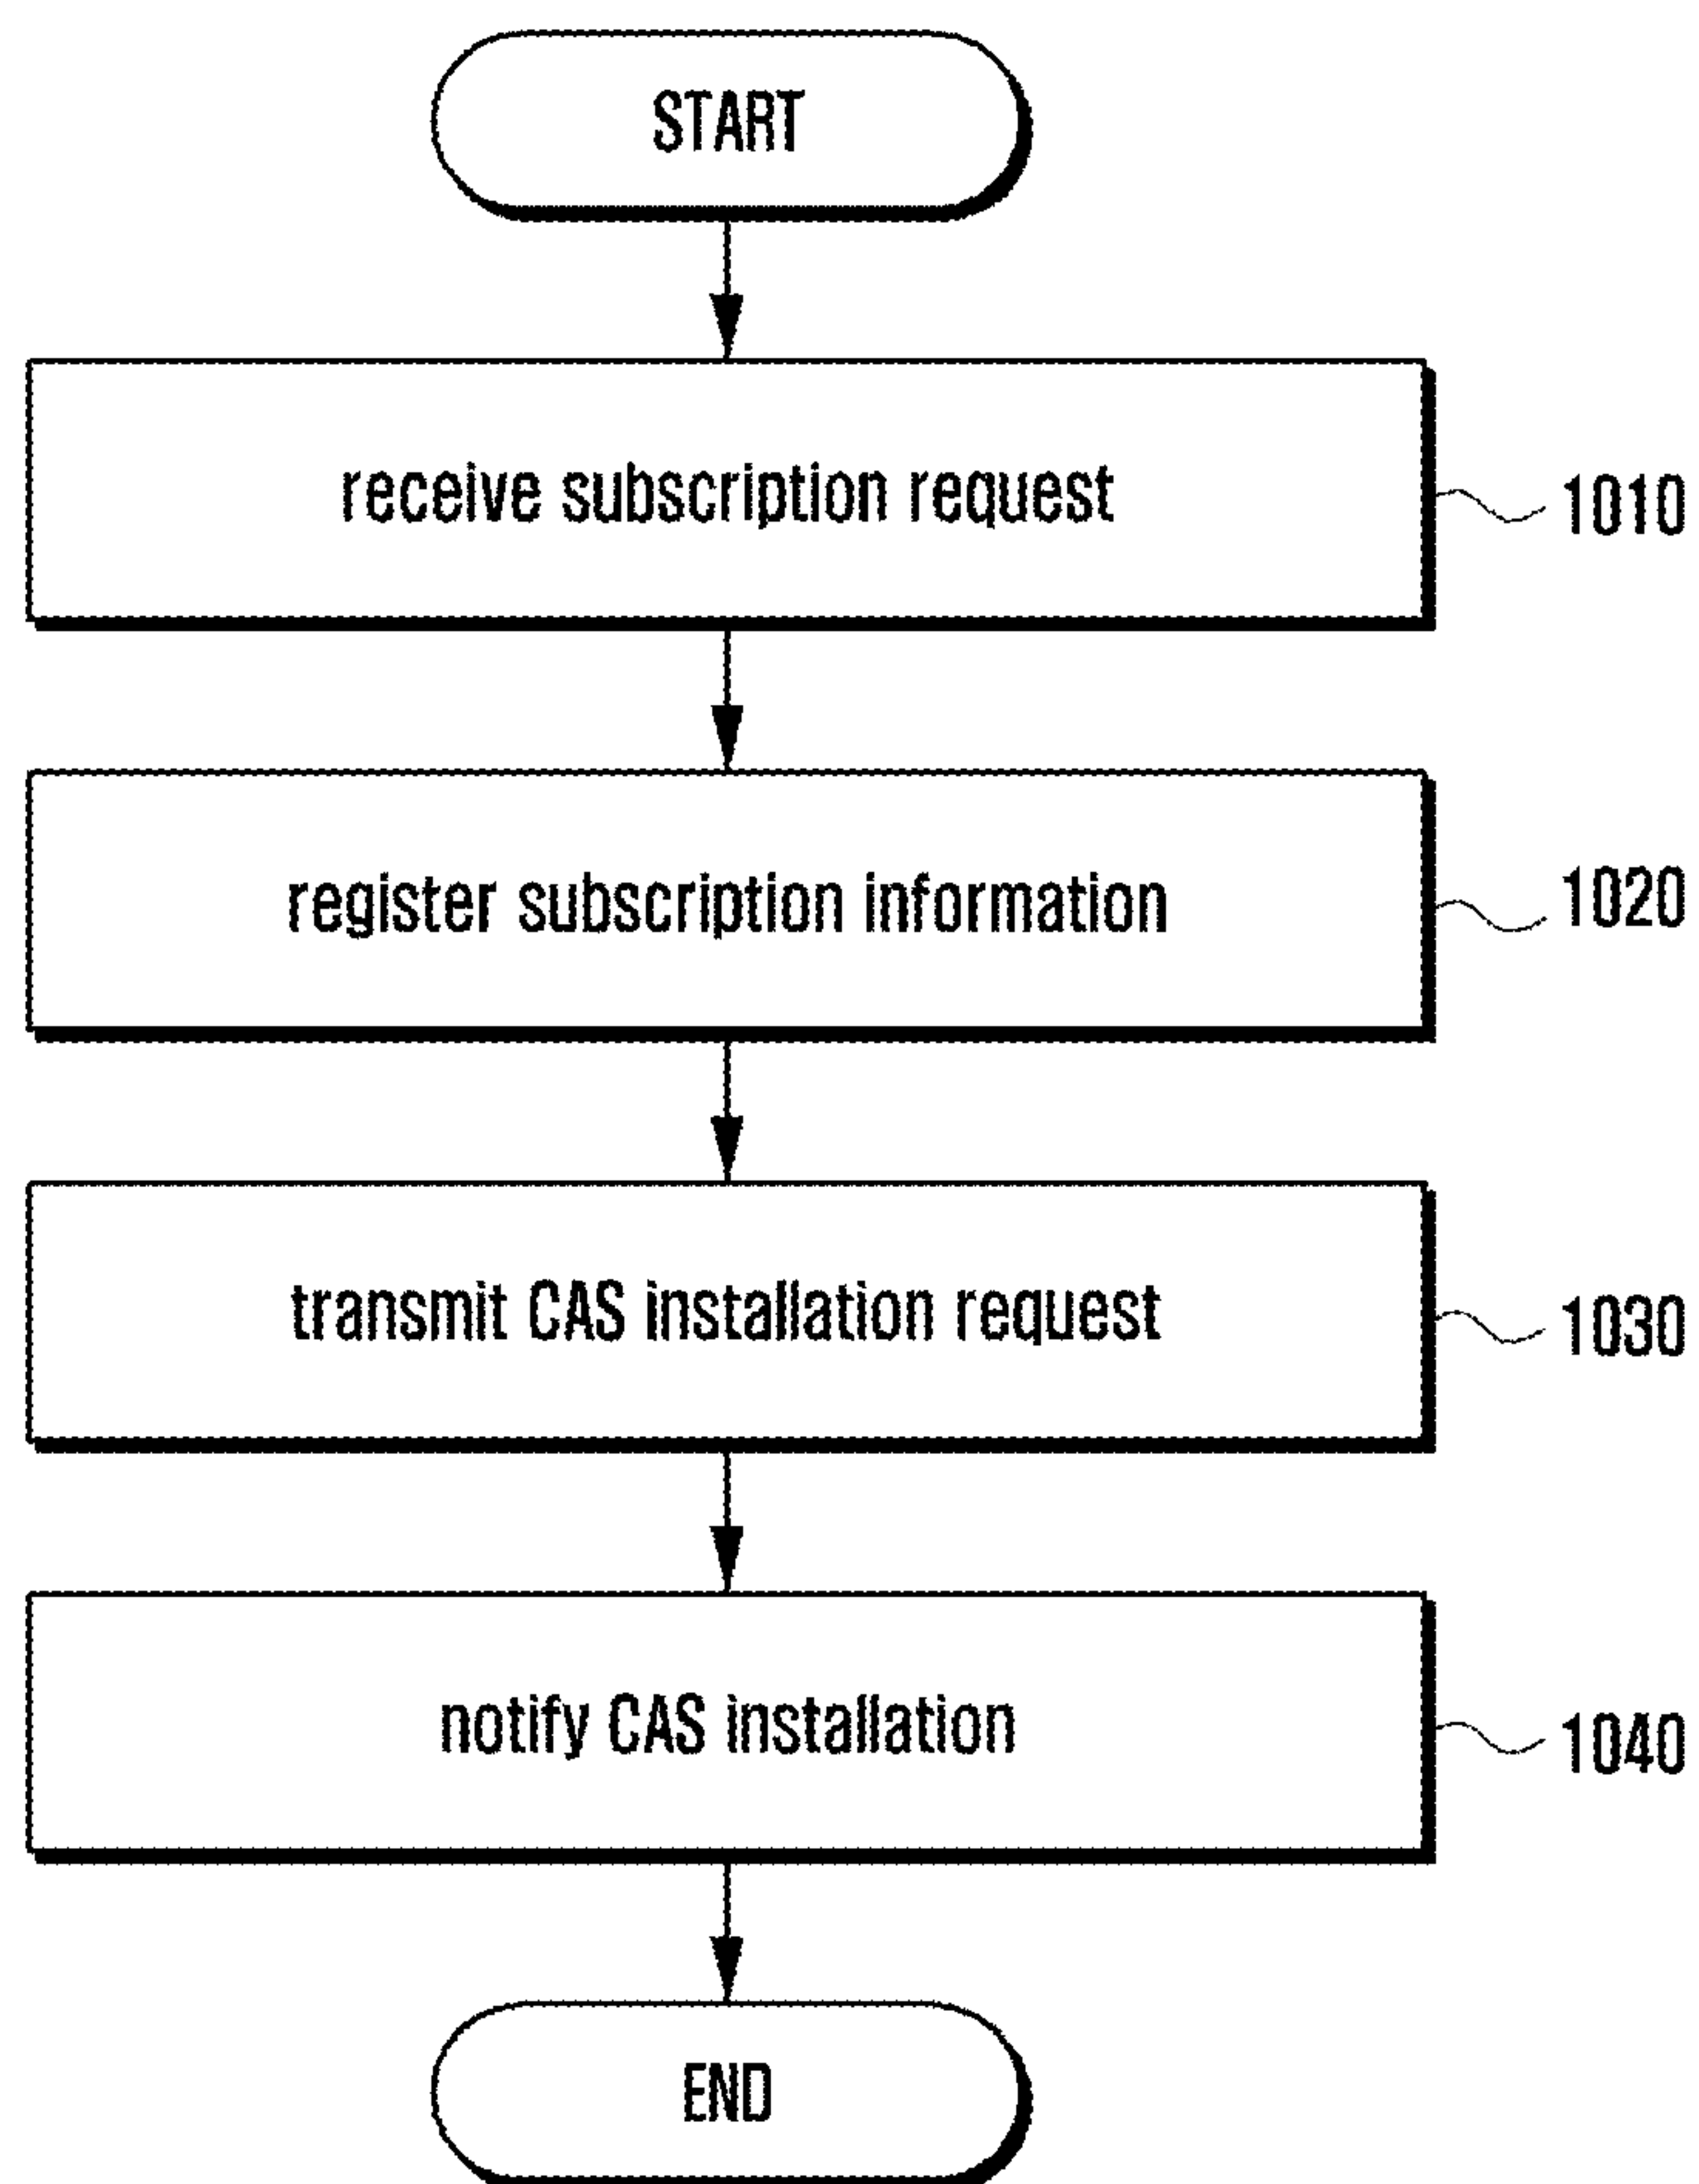 START
receive subscription request
1010
register subscription information
1020
transmit CAS installation request
1030
notify CAS installation
1040
END